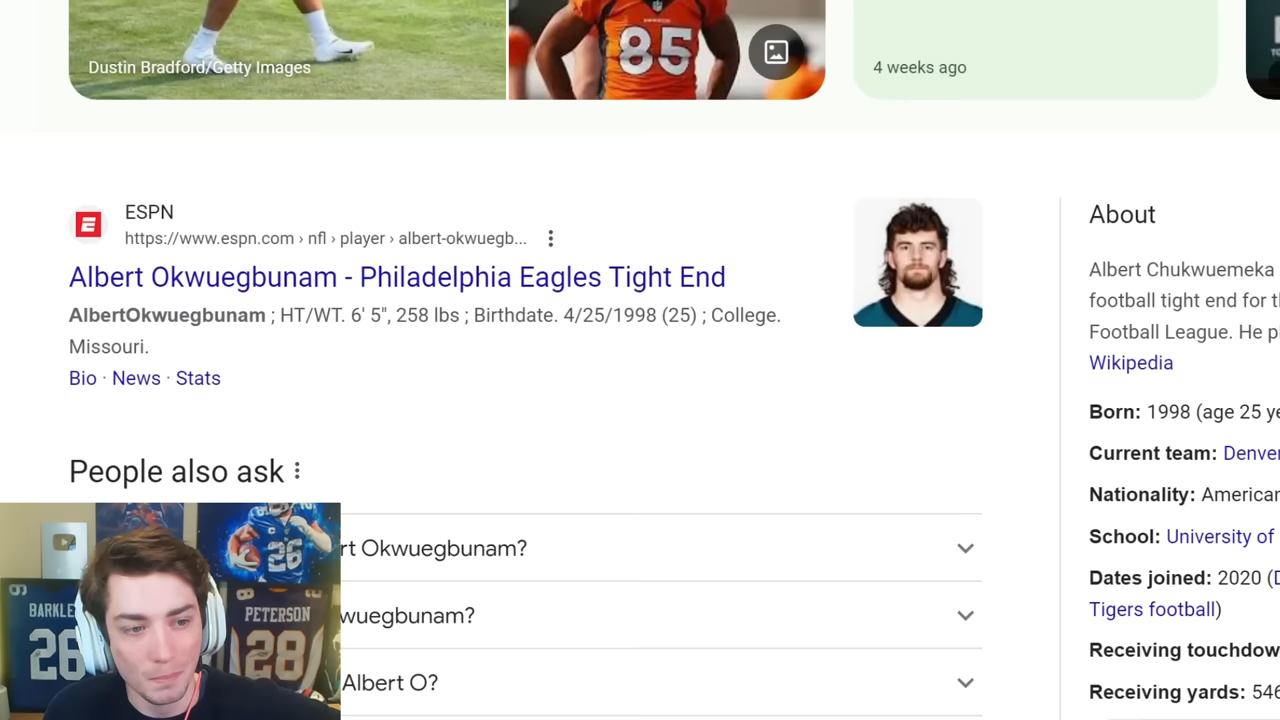 Dustin Bradford/Getty Images
85
4 weeks ago
ESPN
https://www.espn.com › nfl › player › albert-okwuegb...
Albert Okwuegbunam - Philadelphia Eagles Tight End
AlbertOkwuegbunam ; HT/WT. 6' 5", 258 lbs ; Birthdate. 4/25/1998 (25) ; College.
Missouri.
Bio · News · Stats
People also ask
rt Okwuegbunam?
wuegbunam?
Albert O?
About
Albert Chukwuemeka
football tight end for t
Football League. He p
Wikipedia
Born: 1998 (age 25 ye
Current team: Denve
Nationality: American
School: University of
Dates joined: 2020 (D
Tigers football)
Receiving touchdow
Receiving yards: 546
26
BARKLE
26
PETERSON
28